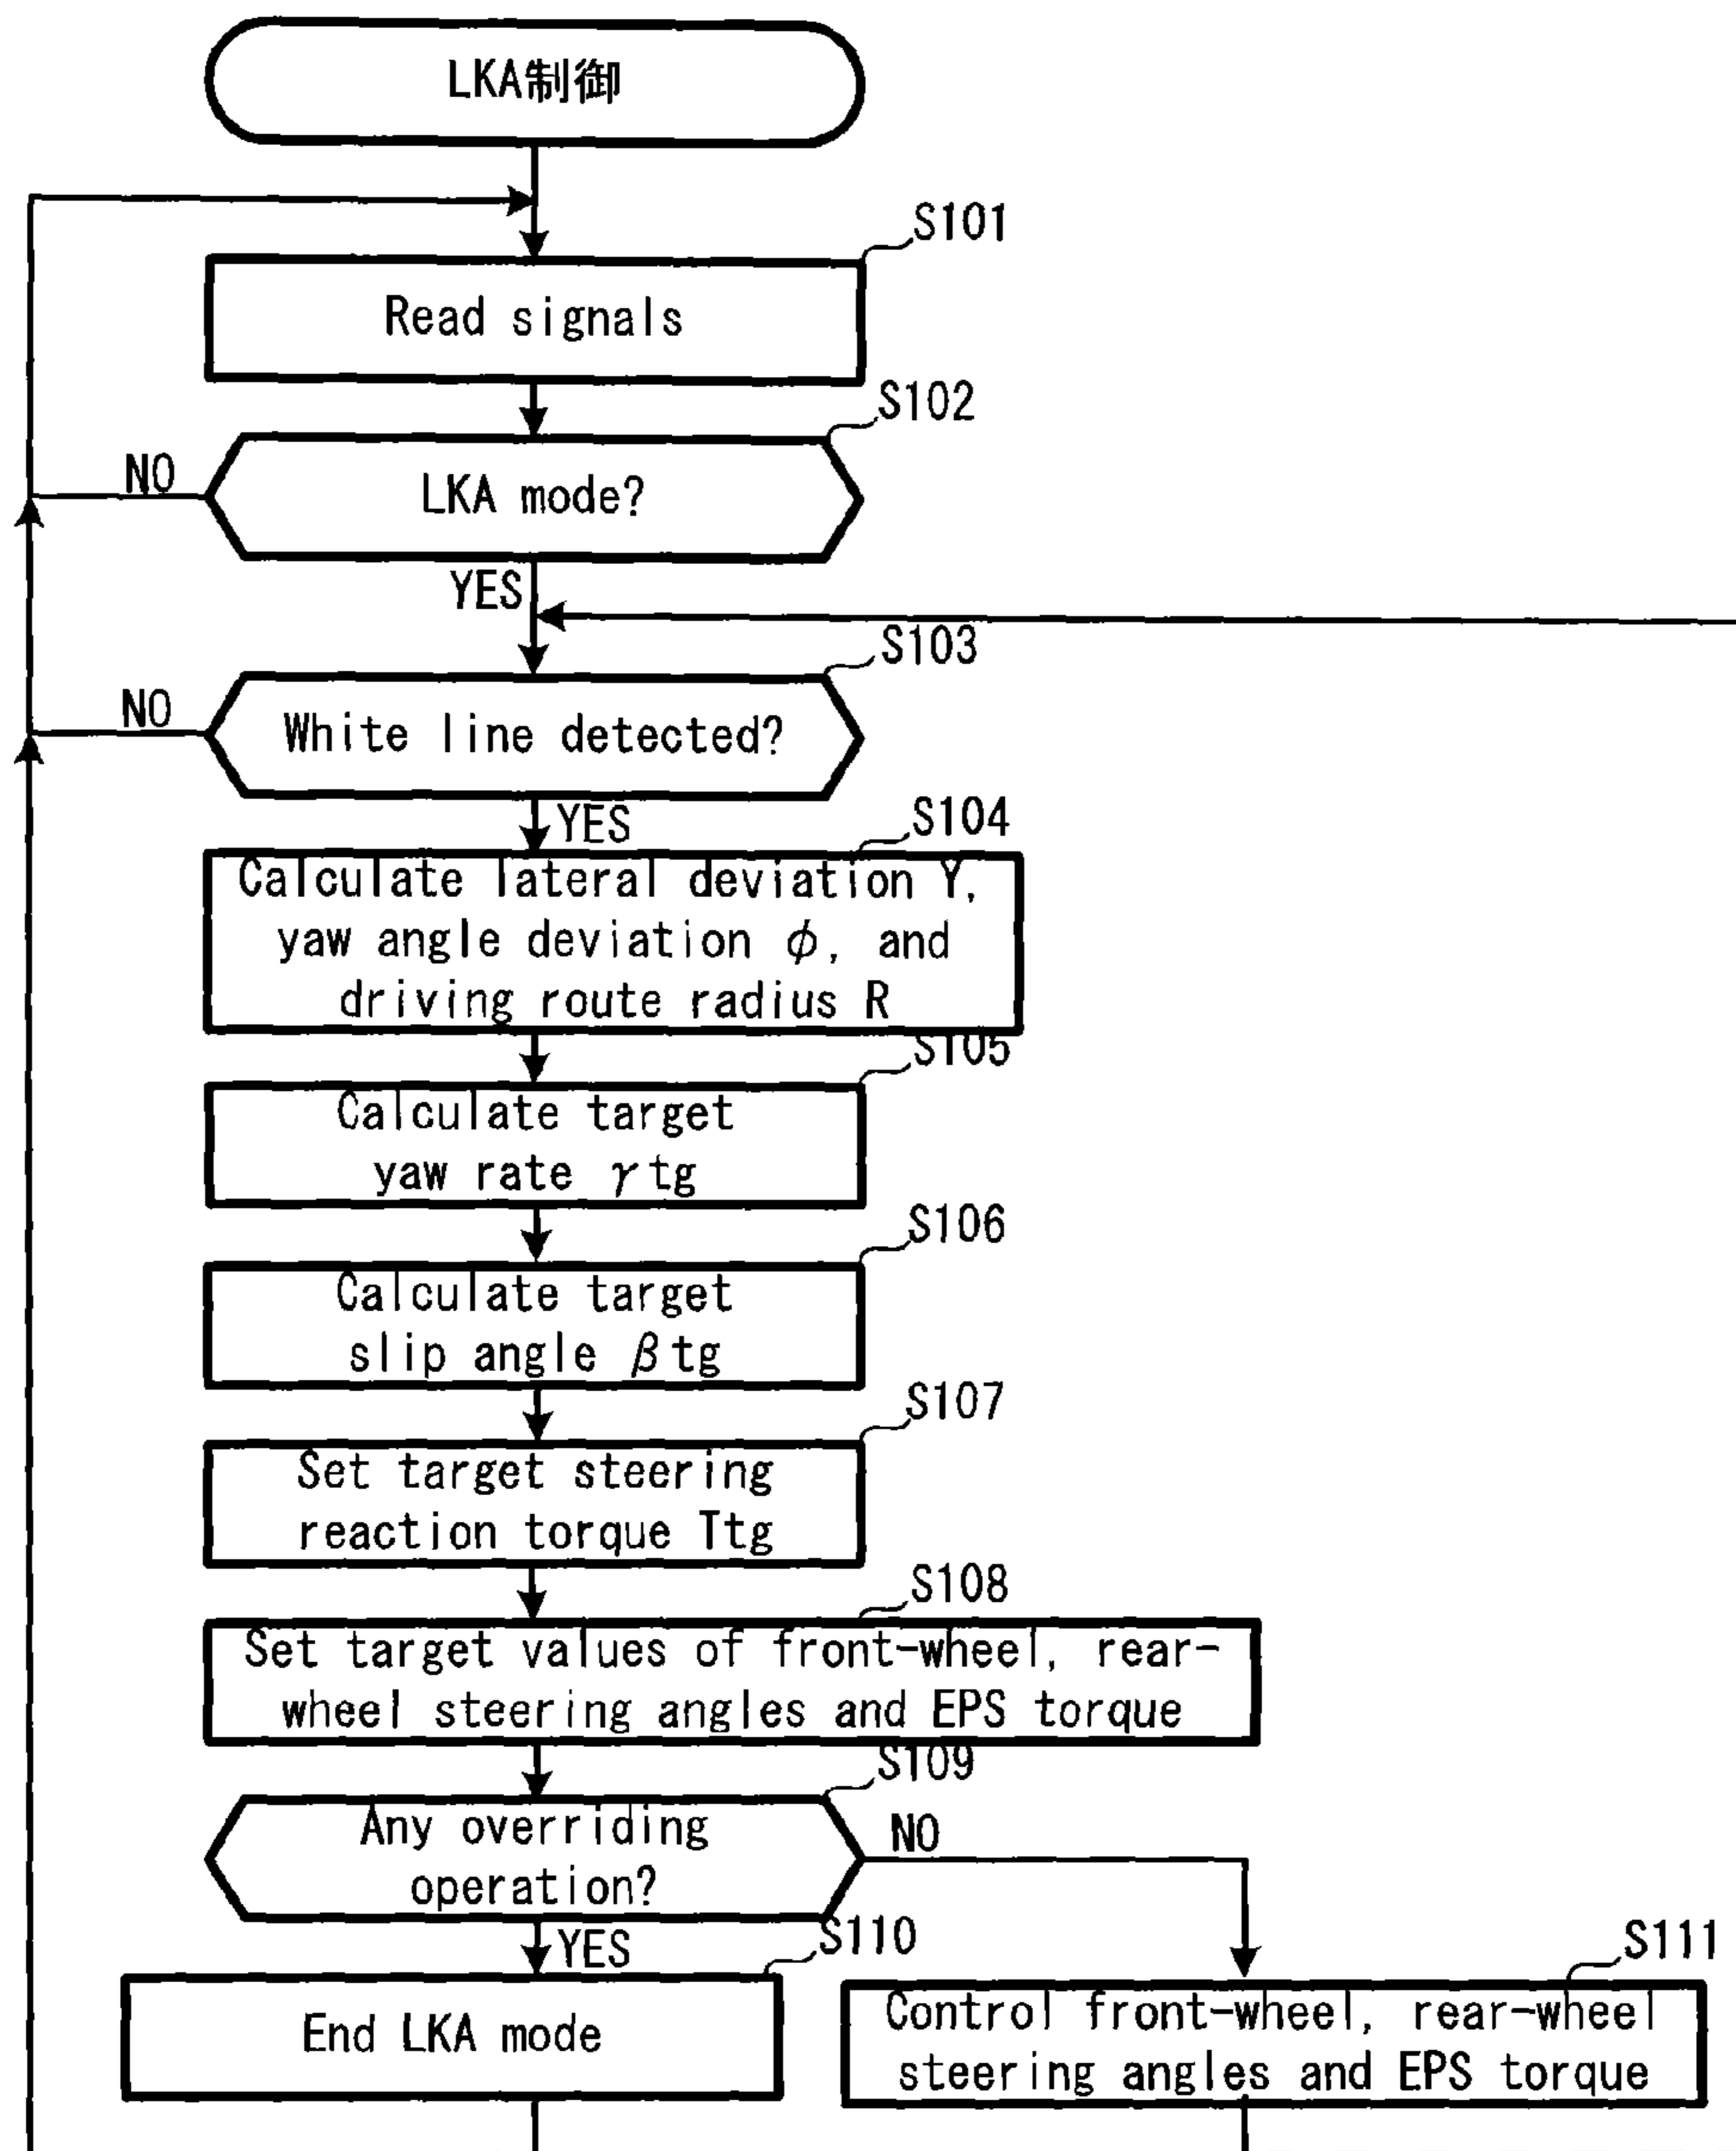 LKA制御
S101
Read signals
S102
NO
LKA mode?
YES
S103
NO
White line detected?
YES
S104
Calculate lateral deviation Y,
yaw angle deviation φ, and
driving route radius R
S105
Calculate target
yaw rate γtg
S106
Calculate target
slip angle βtg
S107
Set target steering
reaction torque Ttg
S108
Set target values of front-wheel, rear-
wheel steering angles and EPS torque
S109
Any overriding
operation?
NO
YES
S110
End LKA mode
S111
Control front-wheel, rear-wheel
steering angles and EPS torque